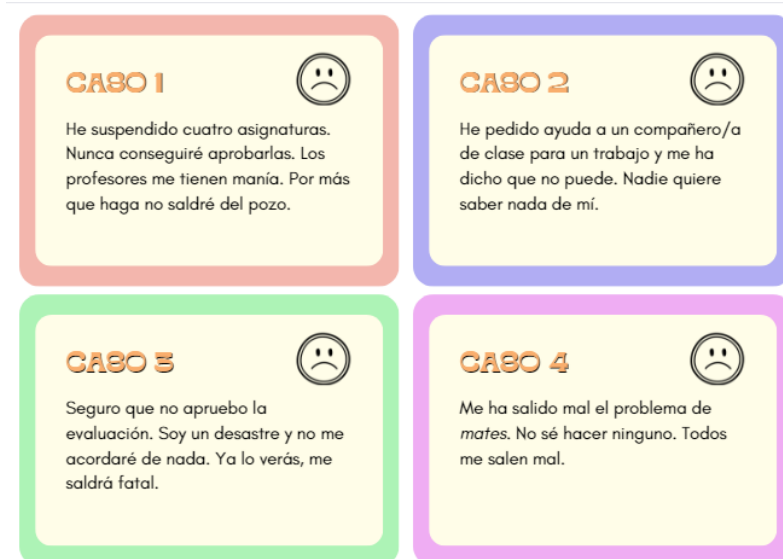 CASO 1
He suspendido cuatro asignaturas.
Nunca conseguiré aprobarlas. Los
profesores me tienen manía. Por más
que haga no saldré del pozo.
CASO 2
He pedido ayuda a un compañero/a
de clase para un trabajo y me ha
dicho que no puede. Nadie quiere
saber nada de mí.
CASO 3
Seguro que no apruebo la
evaluación. Soy un desastre y no me
acordaré de nada. Ya lo verás, me
saldrá fatal.
CASO 4
Me ha salido mal el problema de
mates. No sé hacer ninguno. Todos
me salen mal.